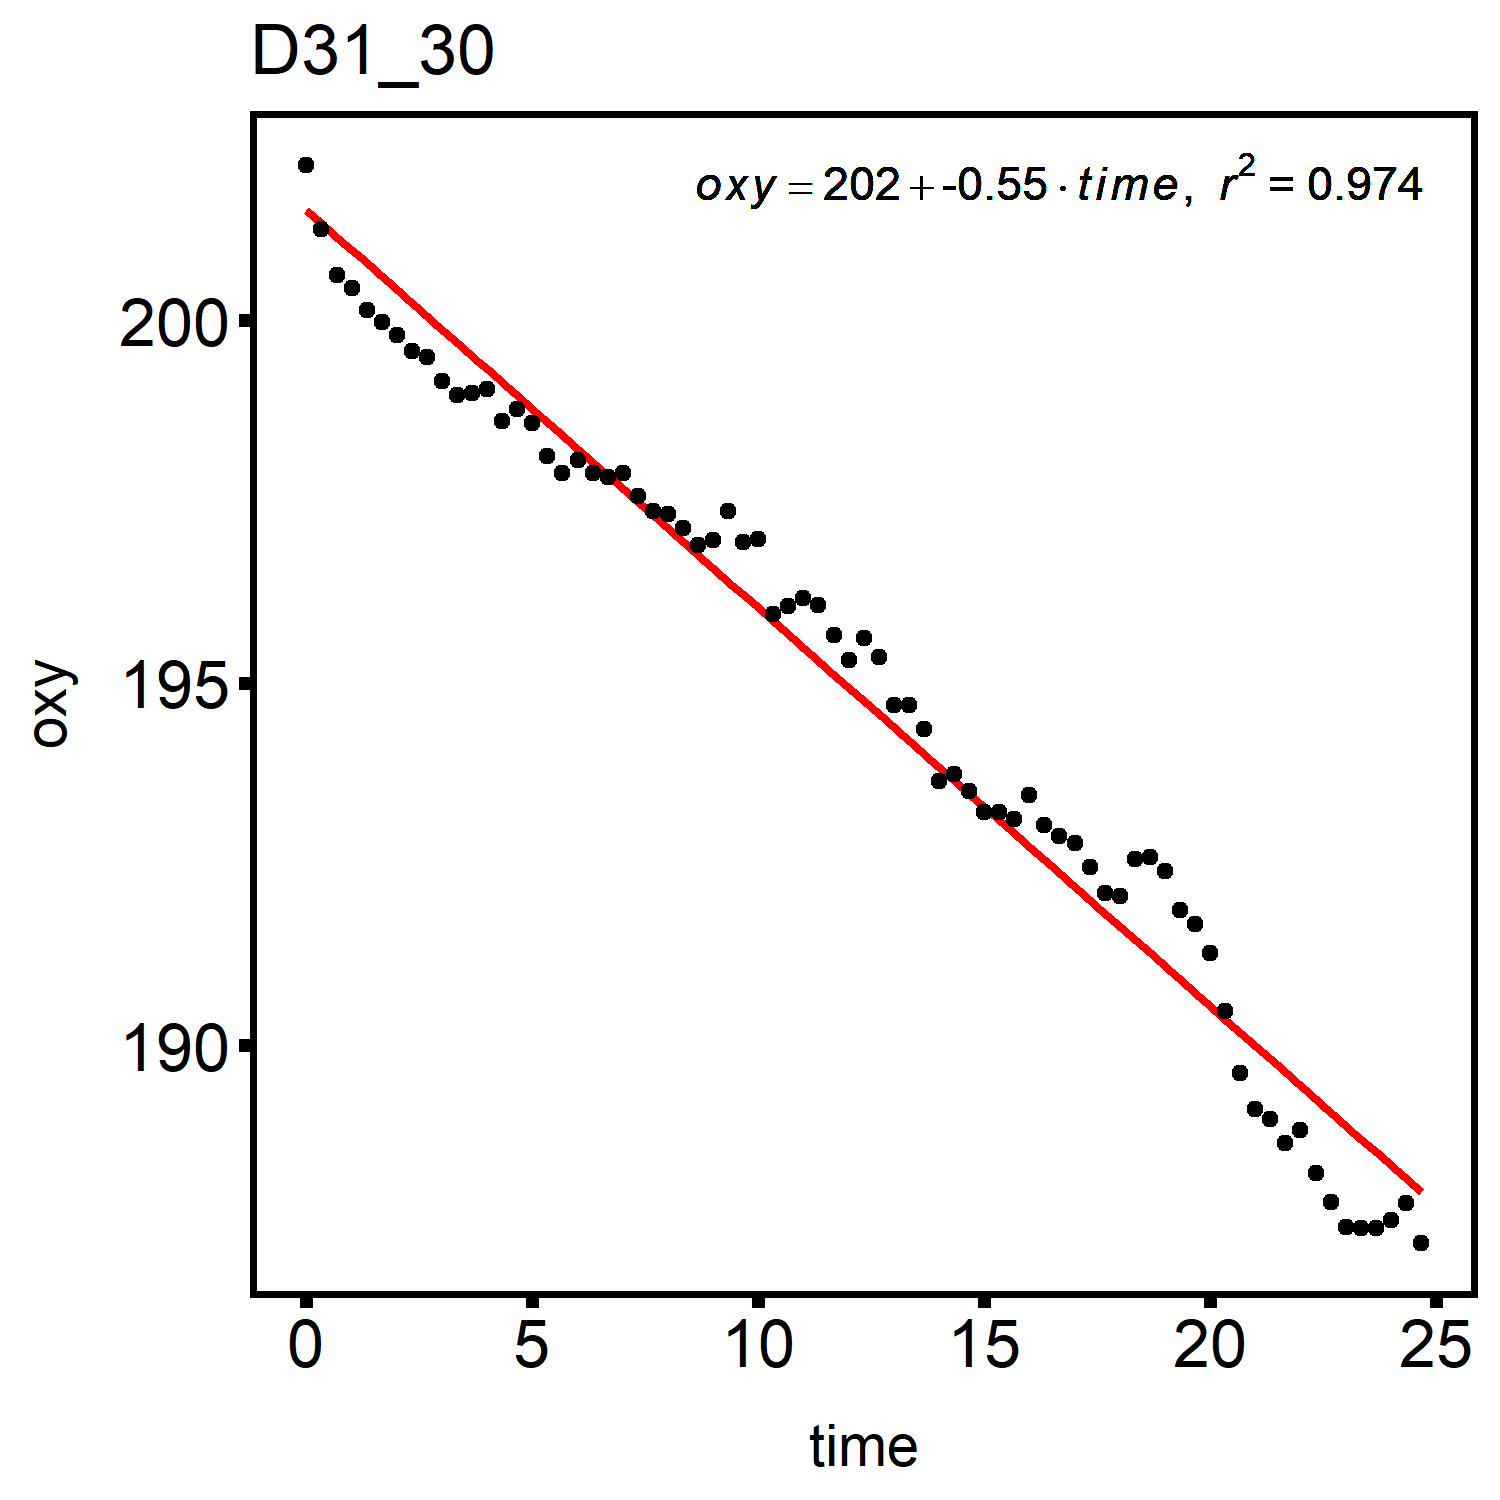 D31_30
oxy = 202 + -0.55 · time, r² = 0.974
200
195
190
oxy
0 5 10 15 20 25
time